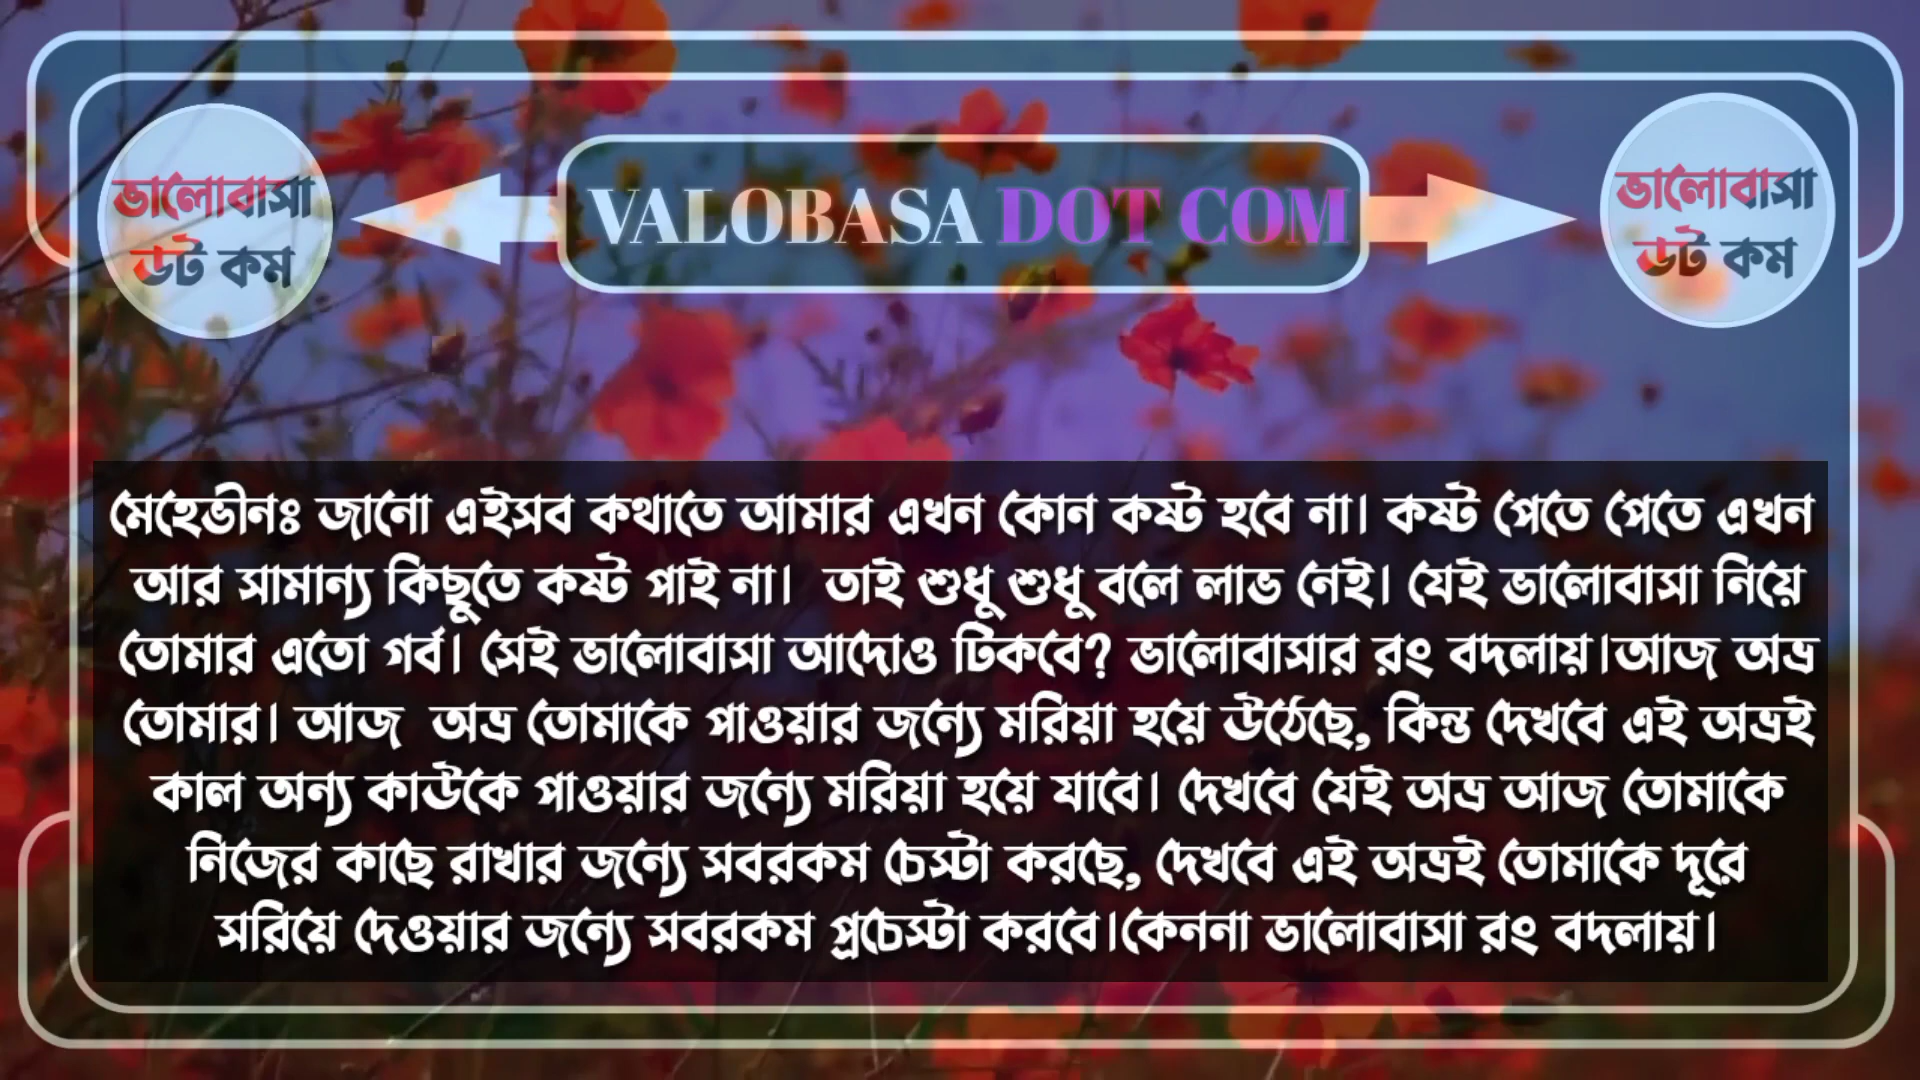 ভালোবাসা
ডট কম
VALOBASA DOT COM
ভালোবাসা
ডট কম
মেহেভীনঃ জানো এইসব কথাতে আমার এখন কোন কষ্ট হবে না। কষ্ট পেতে পেতে এখন
আর সামান্য কিছুতে কষ্ট পাই না। তাই শুধু শুধু বলে লাভ নেই। যেই ভালোবাসা নিয়ে
তোমার এতো গর্ব। সেই ভালোবাসা আদোও টিকবে? ভালোবাসার রং বদলায়।আজ অভ্র
তোমার। আজ অভ্র তোমাকে পাওয়ার জন্যে মরিয়া হয়ে উঠেছে, কিন্ত দেখবে এই অভ্রই
কাল অন্য কাউকে পাওয়ার জন্যে মরিয়া হয়ে যাবে। দেখবে যেই অভ্র আজ তোমাকে
নিজের কাছে রাখার জন্যে সবরকম চেস্টা করছে, দেখবে এই অভ্রই তোমাকে দূরে
সরিয়ে দেওয়ার জন্যে সবরকম প্রচেস্টা করবে।কেননা ভালোবাসা রং বদলায়।